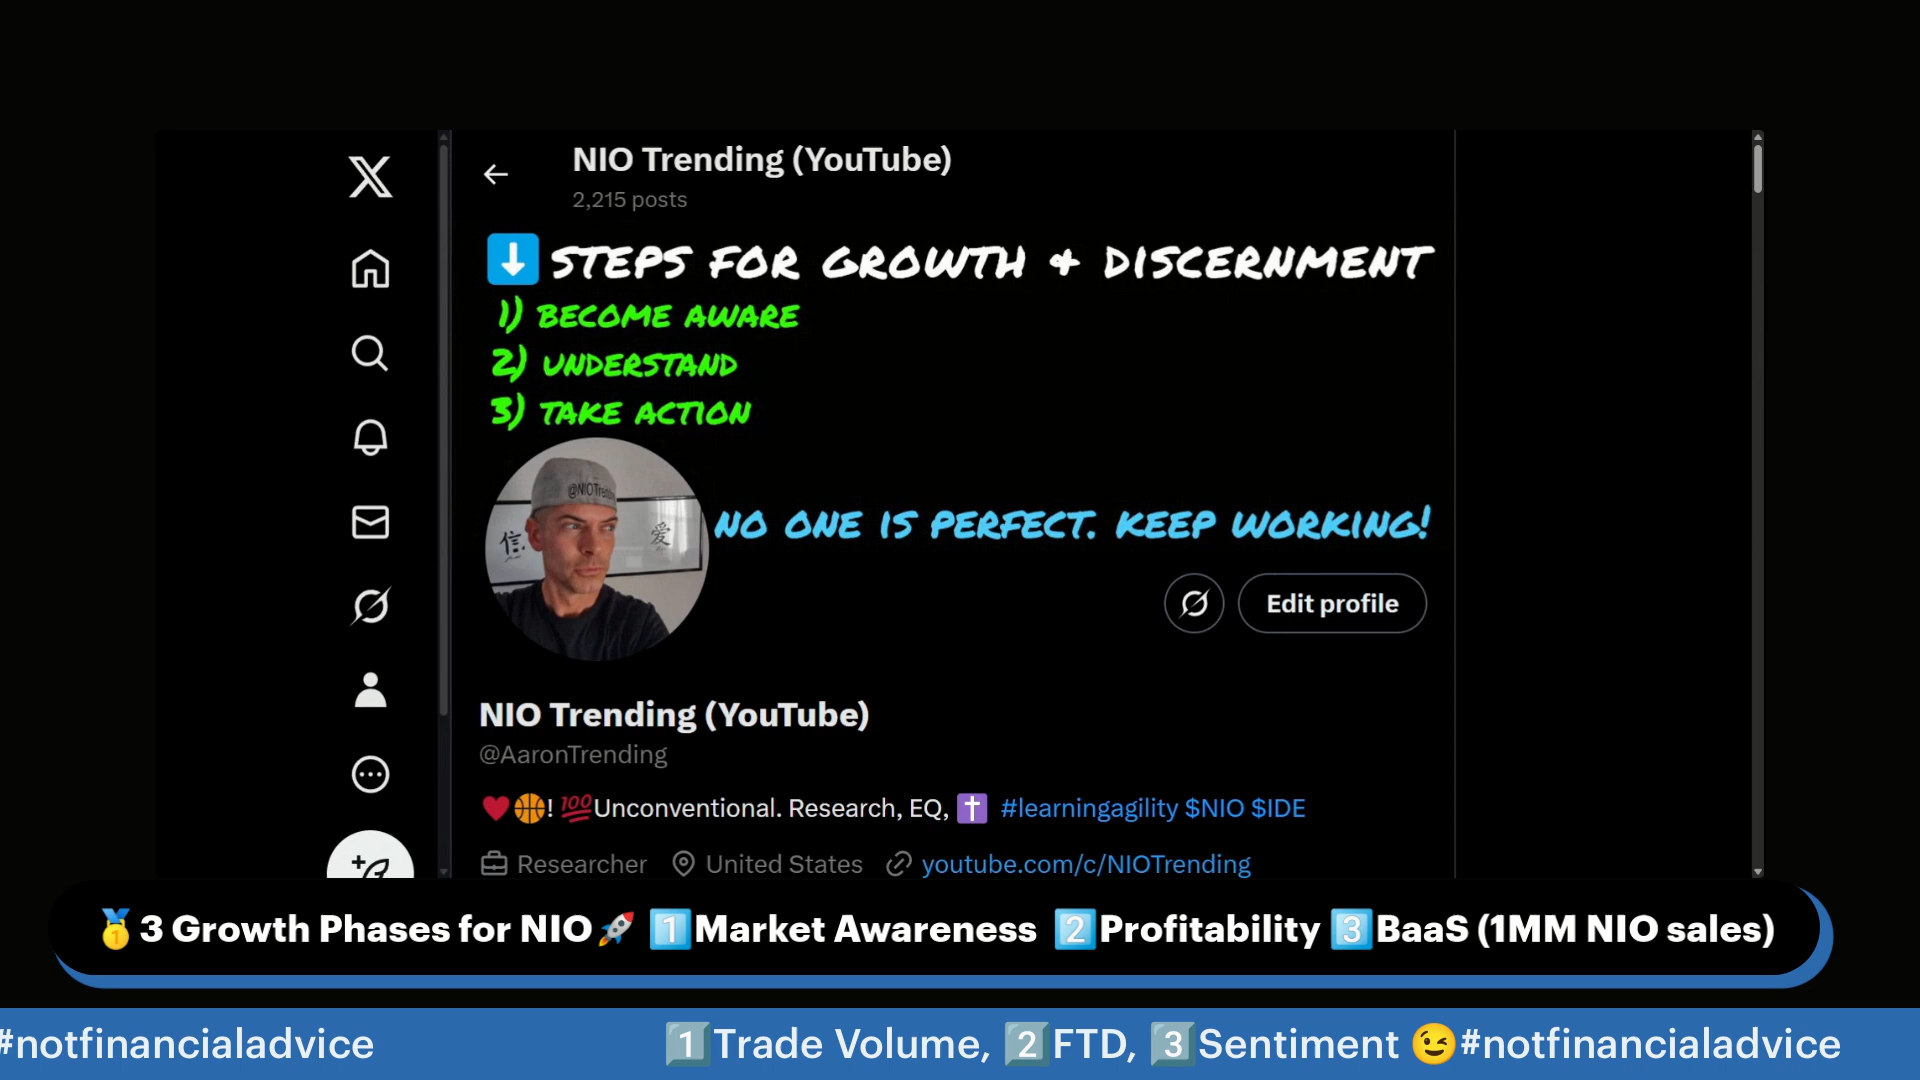 NIO Trending (YouTube)
2,215 posts
⬇️ STEPS FOR GROWTH & DISCERNMENT
1) BECOME AWARE
2) UNDERSTAND
3) TAKE ACTION
@NIOTrend
信 爱
NO ONE IS PERFECT. KEEP WORKING!
Edit profile
NIO Trending (YouTube)
@AaronTrending
❤️🏀! 💯Unconventional. Research, EQ, ✝️ #learningagility $NIO $IDE
Researcher United States youtube.com/c/NIOTrending
🥇3 Growth Phases for NIO🚀 1️⃣Market Awareness 2️⃣Profitability 3️⃣BaaS (1MM NIO sales)
#notfinancialadvice 1️⃣Trade Volume, 2️⃣FTD, 3️⃣Sentiment 😉#notfinancialadvice